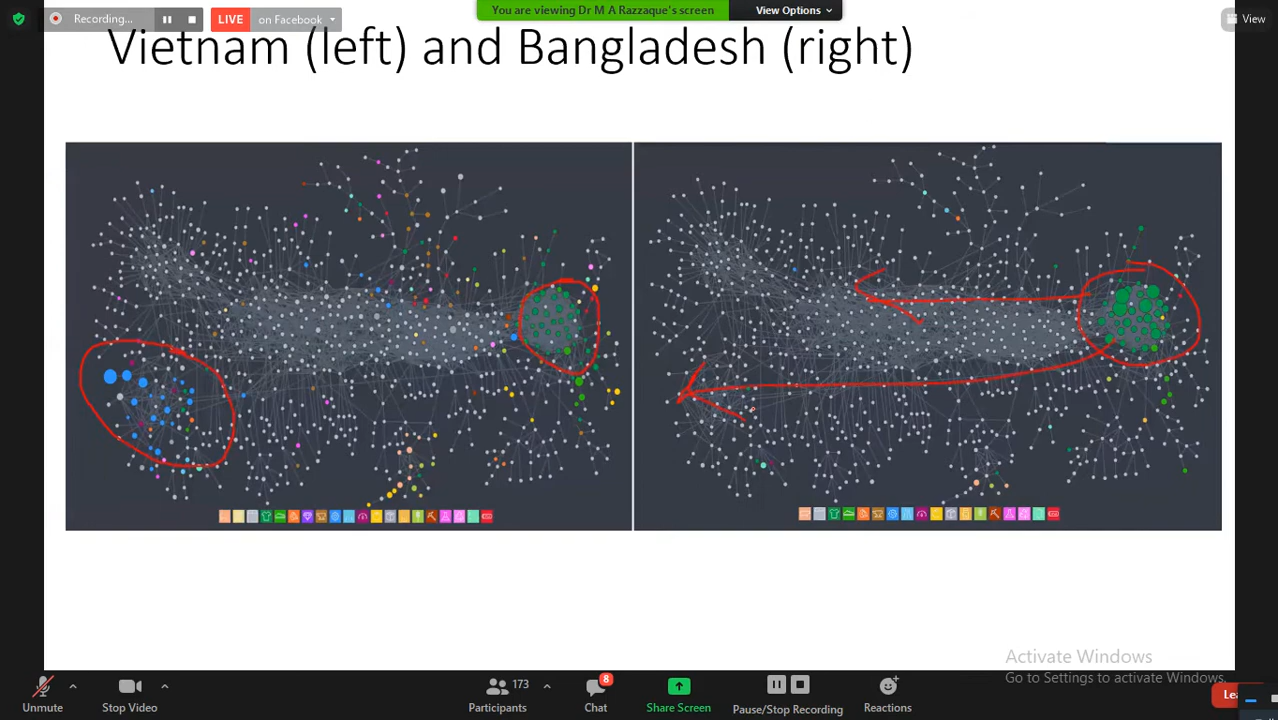 Recording...
LIVE on Facebook
You are viewing Dr M A Razzaque's screen
View Options
View
Vietnam (left) and Bangladesh (right)
Activate Windows
Go to Settings to activate Windows.
Unmute
Stop Video
173
Participants
8
Chat
Share Screen
Pause/Stop Recording
Reactions